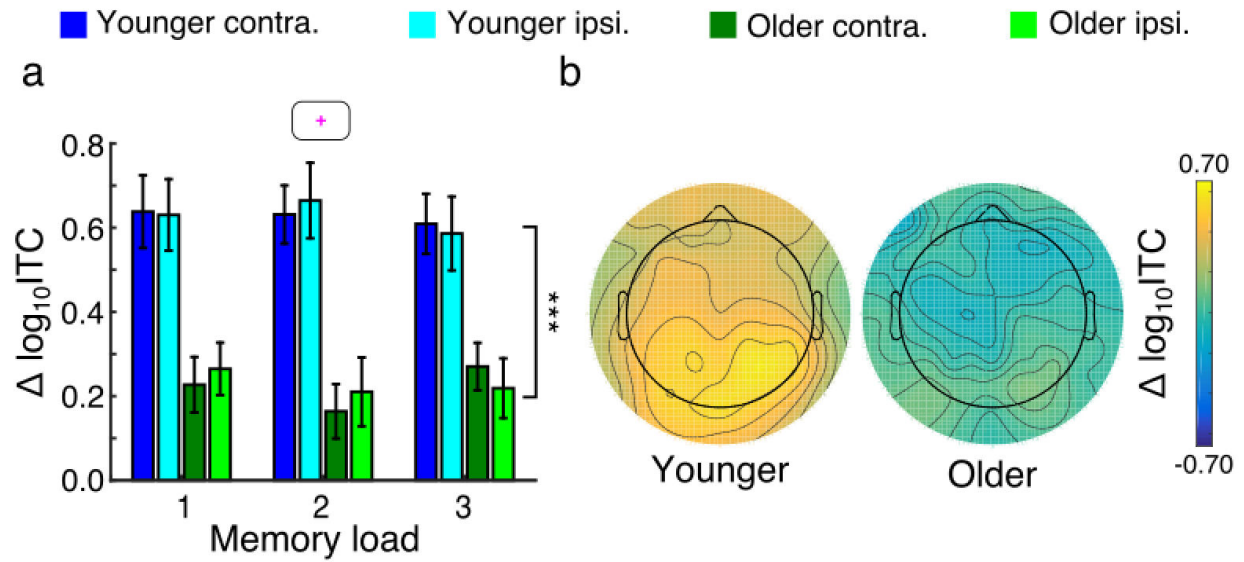 Younger contra. Younger ipsi. Older contra. Older ipsi.
a
b
+
0.8
0.6
0.4
0.2
0.0
Δ log₁₀ITC
1 2 3
Memory load
***
Younger
Older
0.70
Δ log₁₀ITC
-0.70